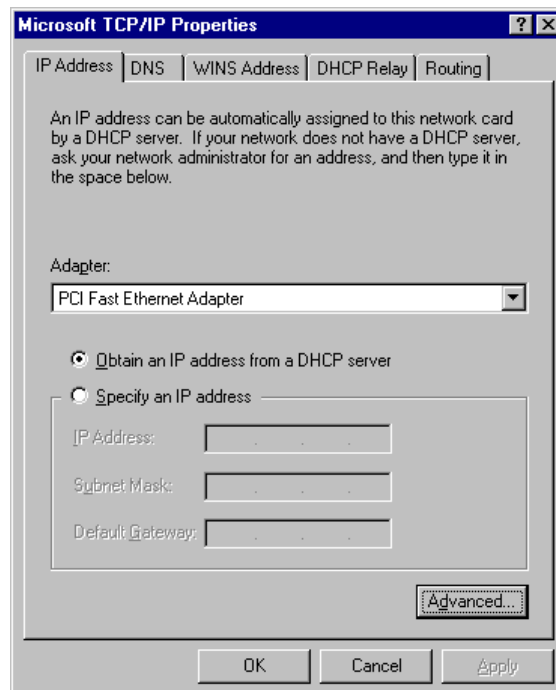 Microsoft TCP/IP Properties
IP Address
DNS
WINS Address
DHCP Relay
Routing
An IP address can be automatically assigned to this network card
by a DHCP server. If your network does not have a DHCP server,
ask your network administrator for an address, and then type it in
the space below.
Adapter:
PCI Fast Ethernet Adapter
Obtain an IP address from a DHCP server
Specify an IP address
IP Address:
Subnet Mask:
Default Gateway:
Advanced...
OK
Cancel
Apply